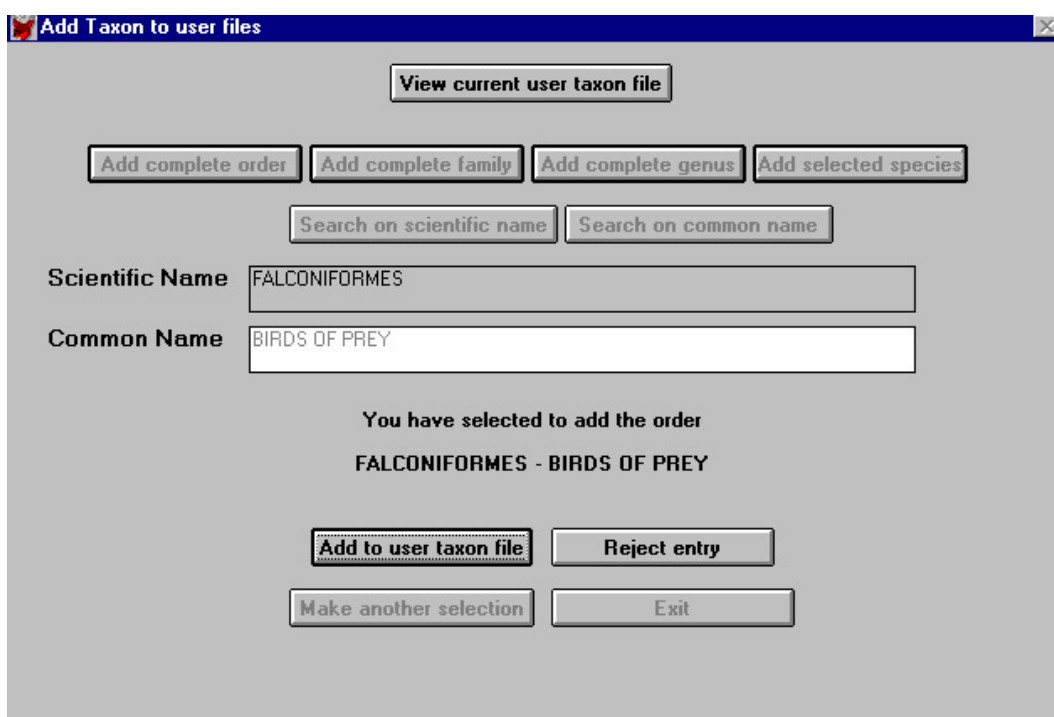 Add Taxon to user files
View current user taxon file
Add complete order Add complete family Add complete genus Add selected species
Search on scientific name Search on common name
Scientific Name FALCONIFORMES
Common Name BIRDS OF PREY
You have selected to add the order
FALCONIFORMES - BIRDS OF PREY
Add to user taxon file Reject entry
Make another selection Exit